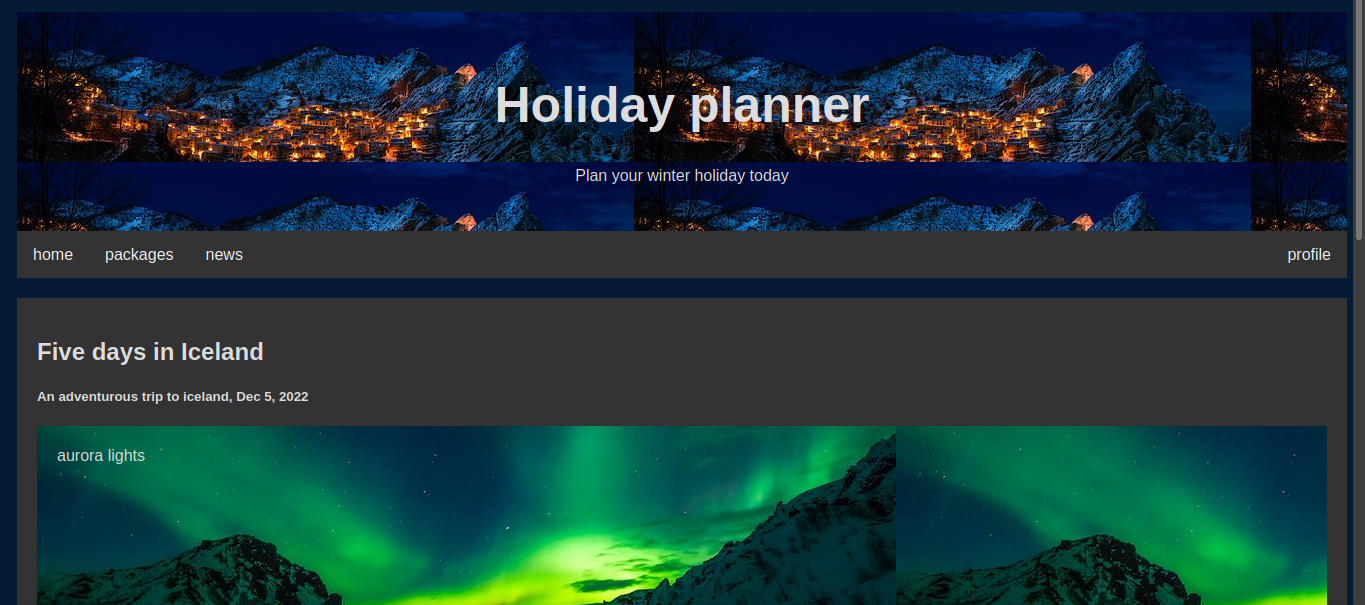 Holiday planner
Plan your winter holiday today
home packages news profile
Five days in Iceland
An adventurous trip to iceland, Dec 5, 2022
aurora lights